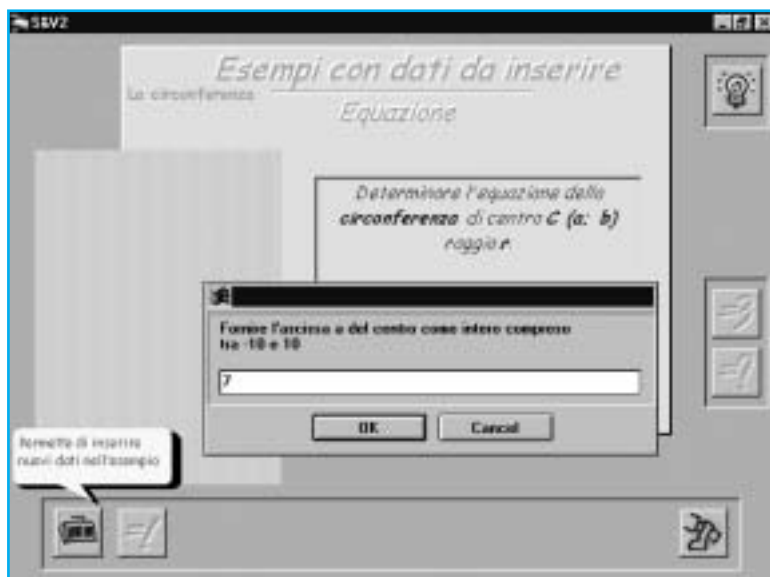 S&V2
Esempi con dati da inserire
La circonferenza
Equazione
Determinare l'equazione della
circonferenza di centro C (a; b)
raggio r
Fornire l'ascissa a del centro come intero compreso
tra -10 e 10
7
OK
Cancel
Permette di inserire
nuovi dati nell'esempio